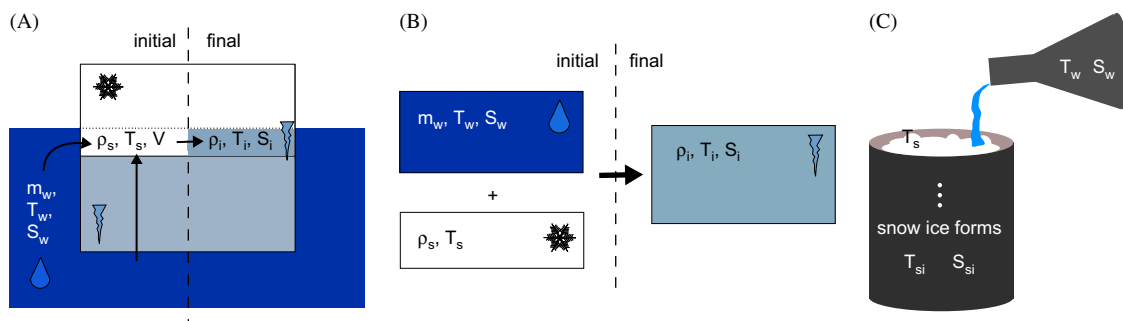 (A)
initial
final
ρs, Ts, V
ρi, Ti, Si
mw,
Tw,
Sw
(B)
initial
final
mw, Tw, Sw
+
ρs, Ts
ρi, Ti, Si
(C)
Tw Sw
Ts
snow ice forms
Tsi Ssi